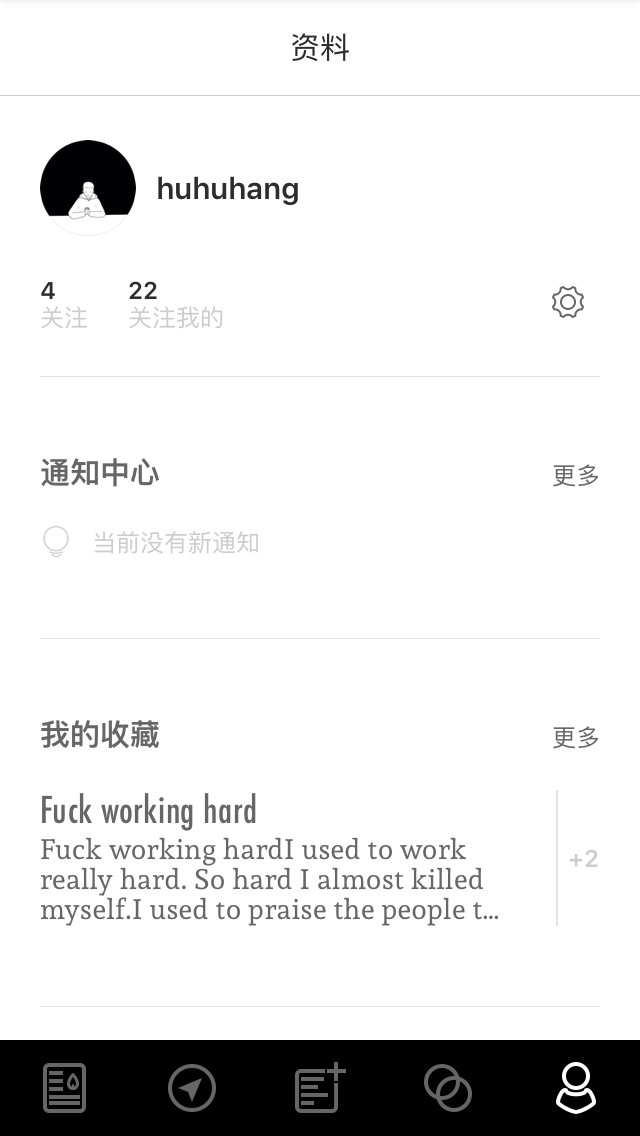 资料
huhuhang
4
关注
22
关注我的
通知中心
更多
当前没有新通知
我的收藏
更多
Fuck working hard
Fuck working hardI used to work
really hard. So hard I almost killed
myself.I used to praise the people t...
+2